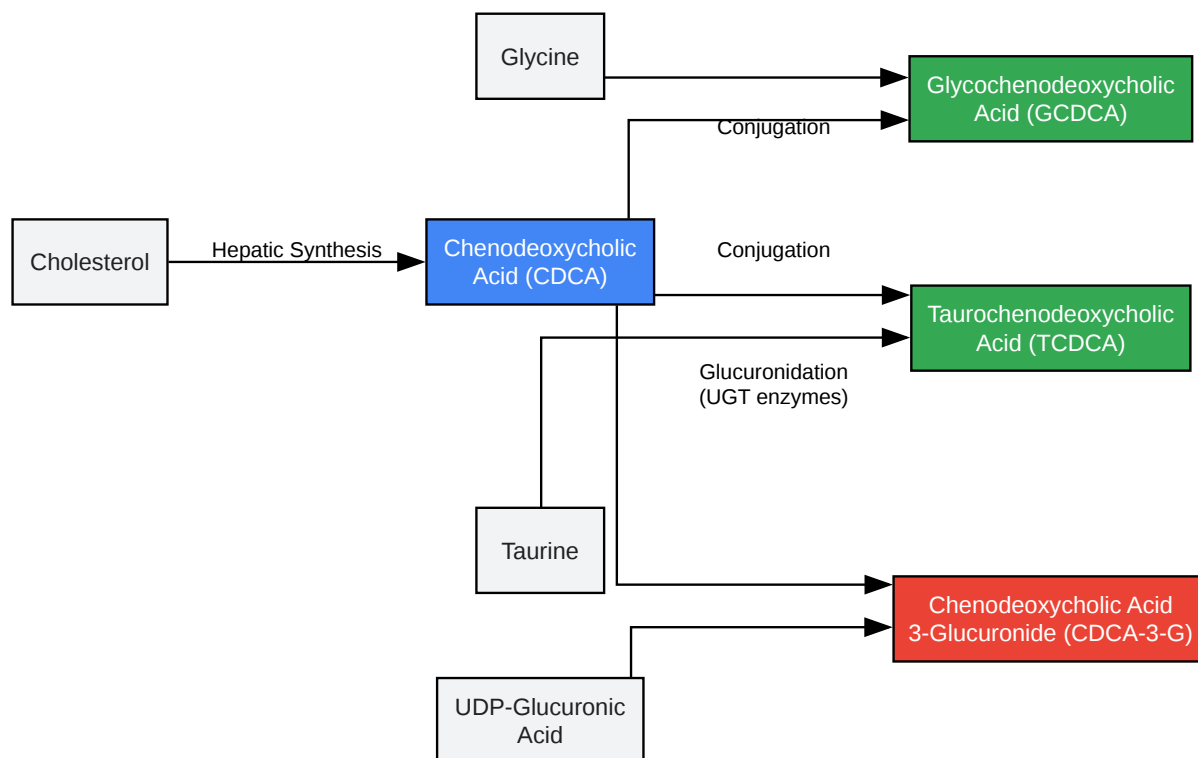 Glycine
Glycochenodeoxycholic
Acid (GCDCA)
Conjugation
Cholesterol
Hepatic Synthesis
Chenodeoxycholic
Acid (CDCA)
Conjugation
Taurochenodeoxycholic
Acid (TCDCA)
Glucuronidation
(UGT enzymes)
Taurine
Chenodeoxycholic Acid
3-Glucuronide (CDCA-3-G)
UDP-Glucuronic
Acid